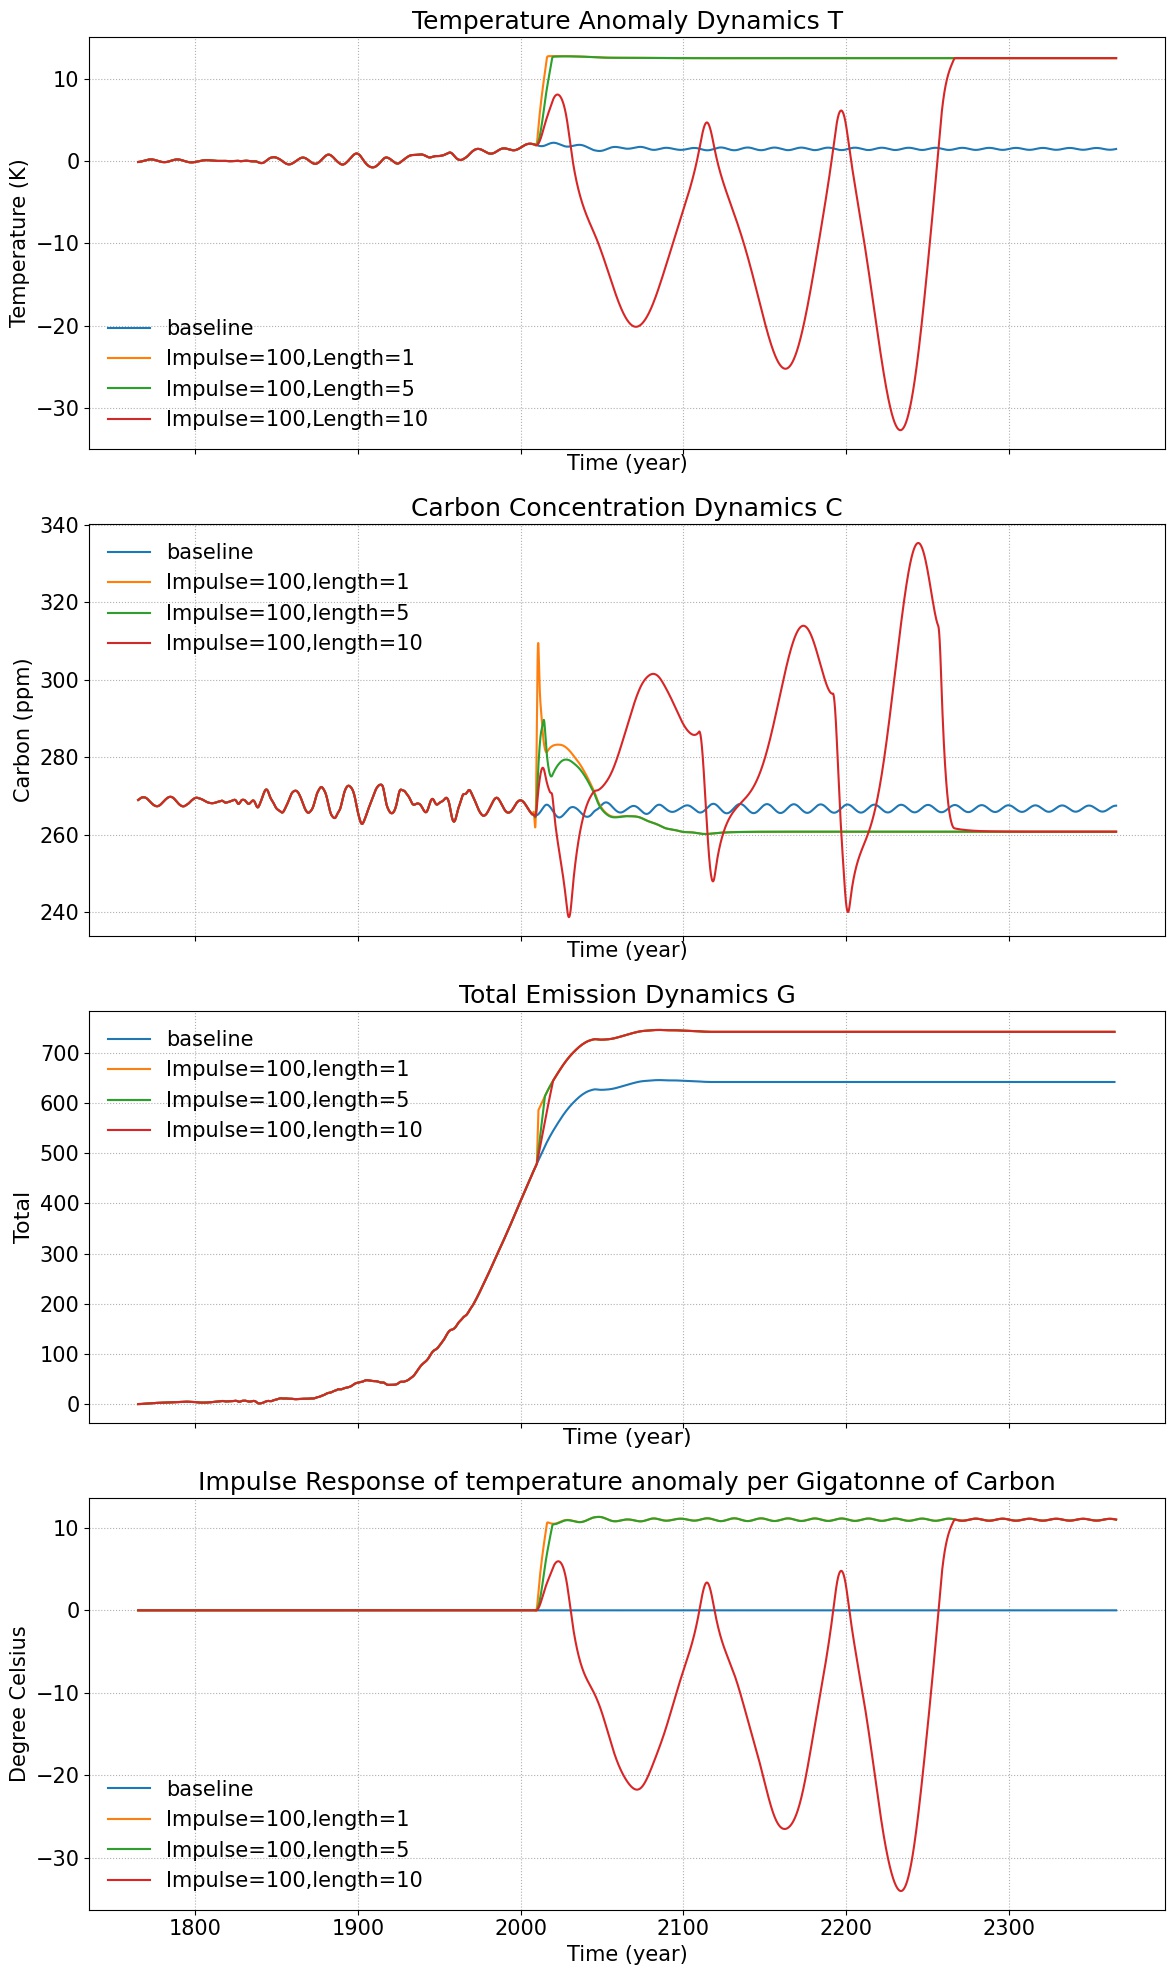 Temperature Anomaly Dynamics T
10
0
−10
−20
−30
Temperature (K)
baseline
Impulse=100,Length=1
Impulse=100,Length=5
Impulse=100,Length=10
Time (year)
Carbon Concentration Dynamics C
340
320
300
280
260
240
Carbon (ppm)
baseline
Impulse=100,length=1
Impulse=100,length=5
Impulse=100,length=10
Time (year)
Total Emission Dynamics G
700
600
500
400
300
200
100
0
Total
baseline
Impulse=100,length=1
Impulse=100,length=5
Impulse=100,length=10
Time (year)
Impulse Response of temperature anomaly per Gigatonne of Carbon
10
0
−10
−20
−30
Degree Celsius
baseline
Impulse=100,length=1
Impulse=100,length=5
Impulse=100,length=10
1800 1900 2000 2100 2200 2300
Time (year)